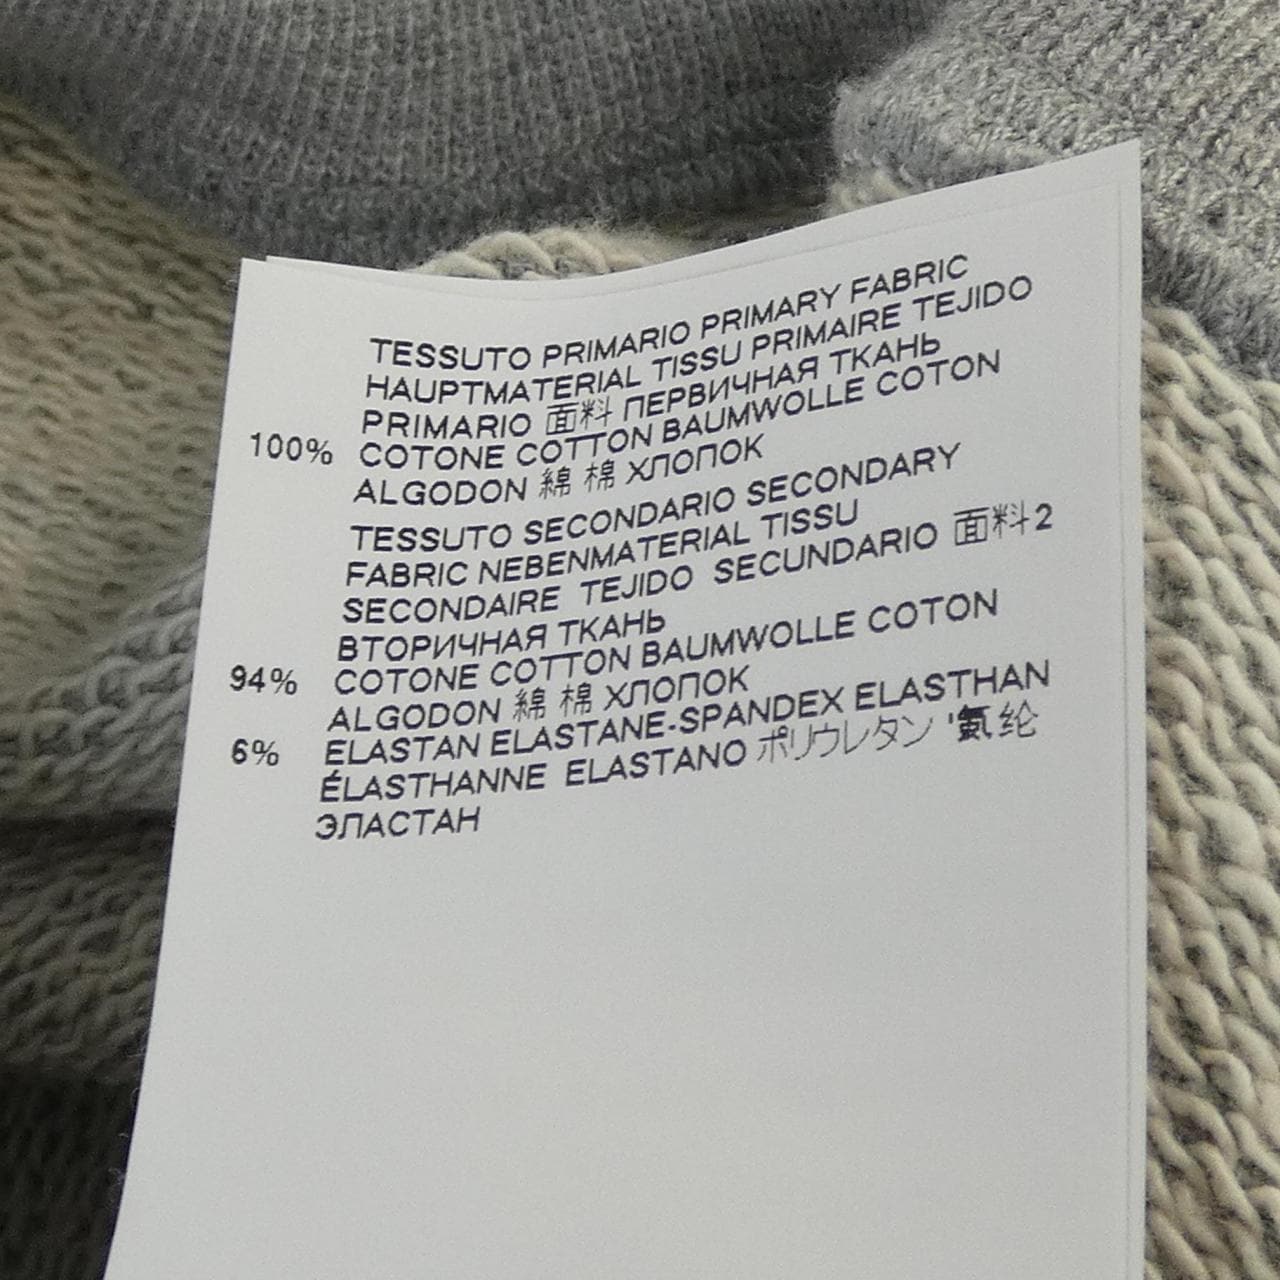 TESSUTO PRIMARIO PRIMARY FABRIC
HAUPTMATERIAL TISSU PRIMAIRE TEJIDO
PRIMARIO 面料 ПЕРВИЧНАЯ ТКАНЬ
100% COTONE COTTON BAUMWOLLE COTON
ALGODON 綿 棉 ХЛОПОК
TESSUTO SECONDARIO SECONDARY
FABRIC NEBENMATERIAL TISSU
SECONDAIRE TEJIDO SECUNDARIO 面料2
ВТОРИЧНАЯ ТКАНЬ
94% COTONE COTTON BAUMWOLLE COTON
ALGODON 綿 棉 ХЛОПОК
6% ELASTAN ELASTANE-SPANDEX ELASTHAN
ÉLASTHANNE ELASTANO ポリウレタン '氨纶
ЭЛАСТАН